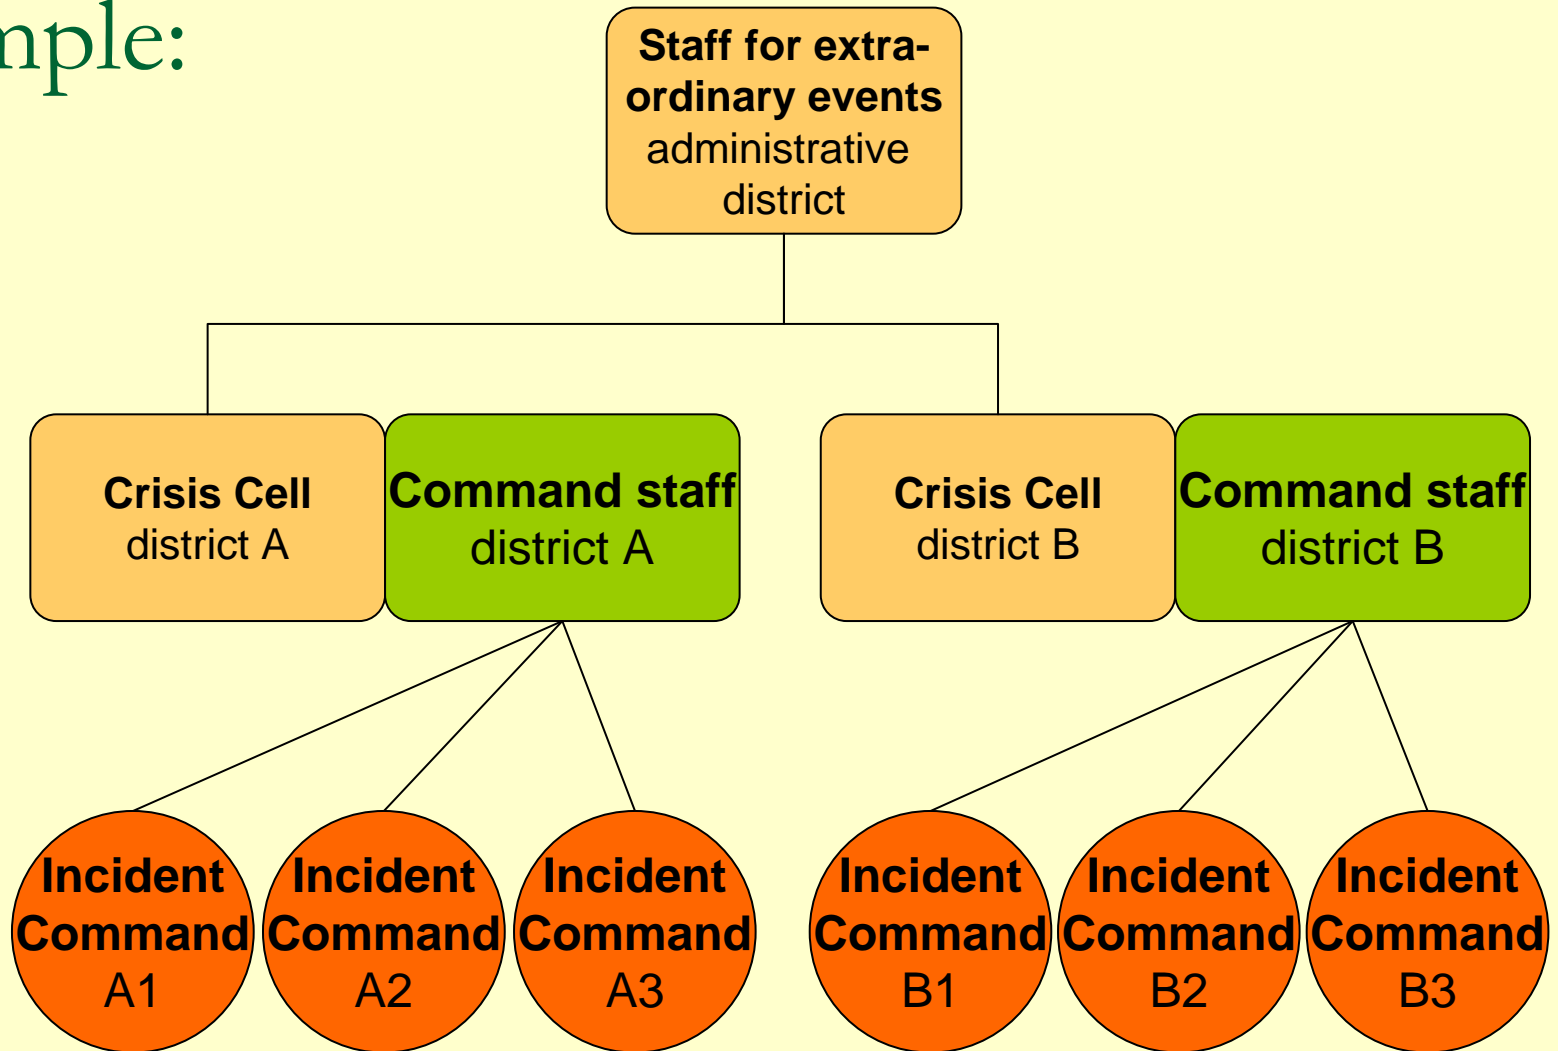 mple:
Staff for extra-
ordinary events
administrative
district
Crisis Cell
district A
Command staff
district A
Crisis Cell
district B
Command staff
district B
Incident
Command
A1
Incident
Command
A2
Incident
Command
A3
Incident
Command
B1
Incident
Command
B2
Incident
Command
B3